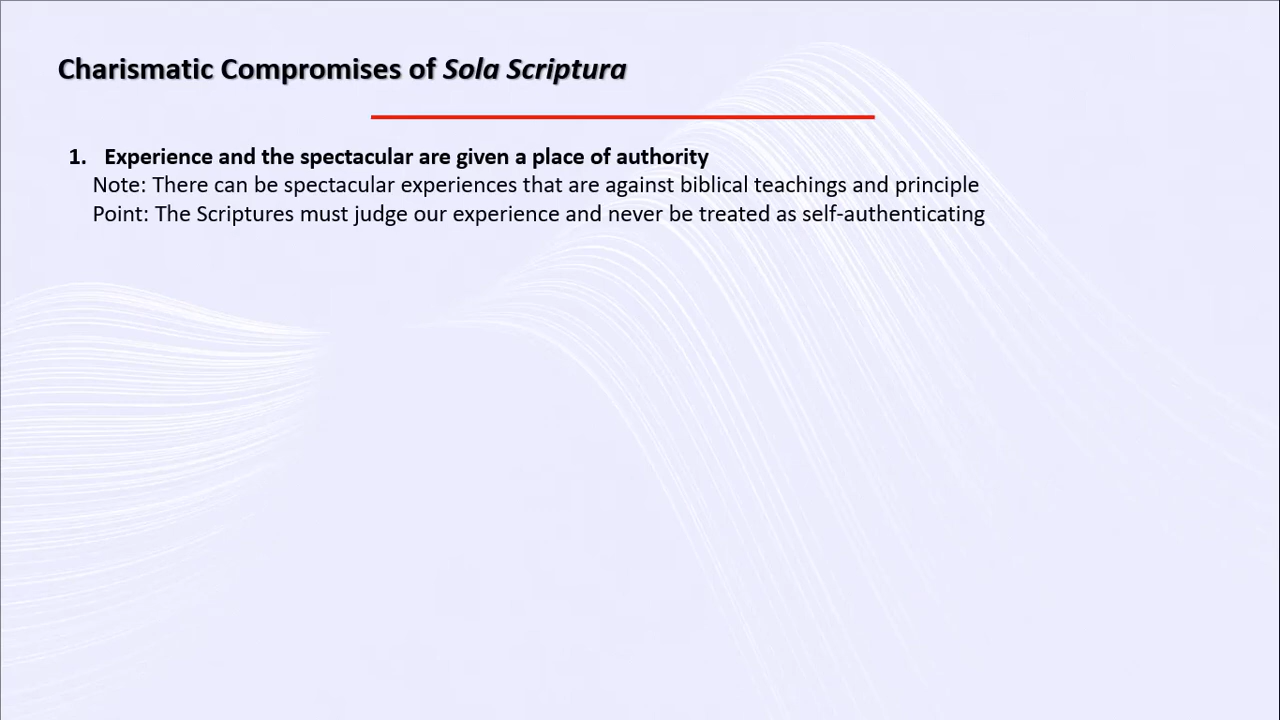 Charismatic Compromises of Sola Scriptura
1. Experience and the spectacular are given a place of authority
Note: There can be spectacular experiences that are against biblical teachings and principle
Point: The Scriptures must judge our experience and never be treated as self-authenticating